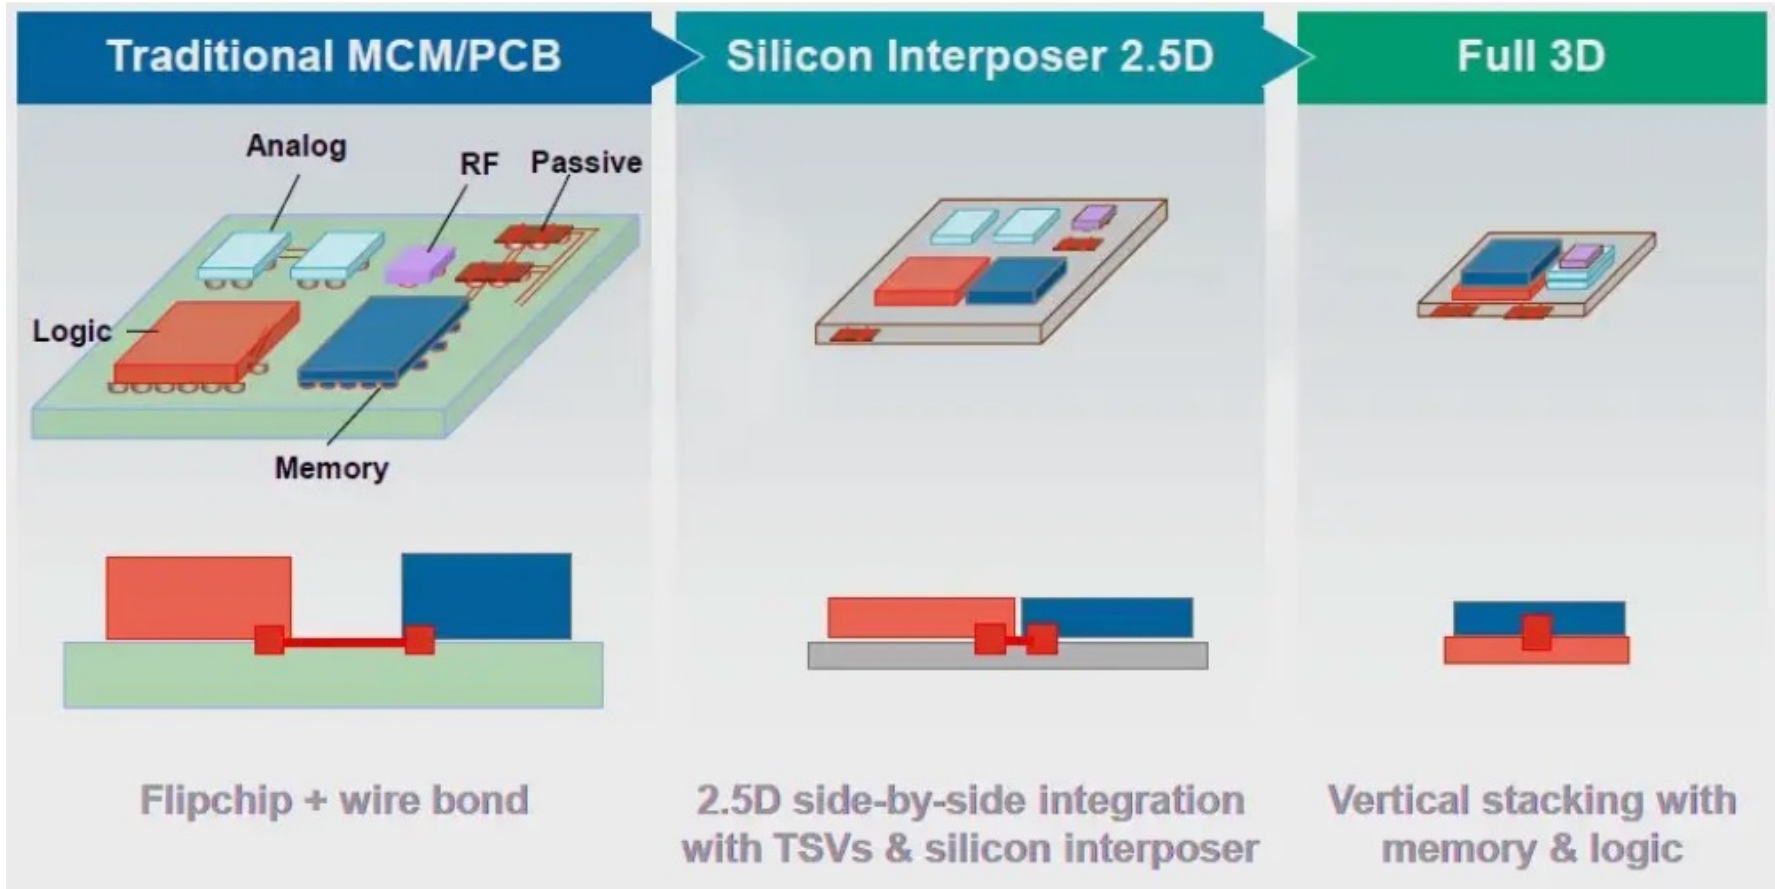 Traditional MCM/PCB
Silicon Interposer 2.5D
Full 3D
Analog
RF
Passive
Logic
Memory
Flipchip + wire bond
2.5D side-by-side integration
with TSVs & silicon interposer
Vertical stacking with
memory & logic